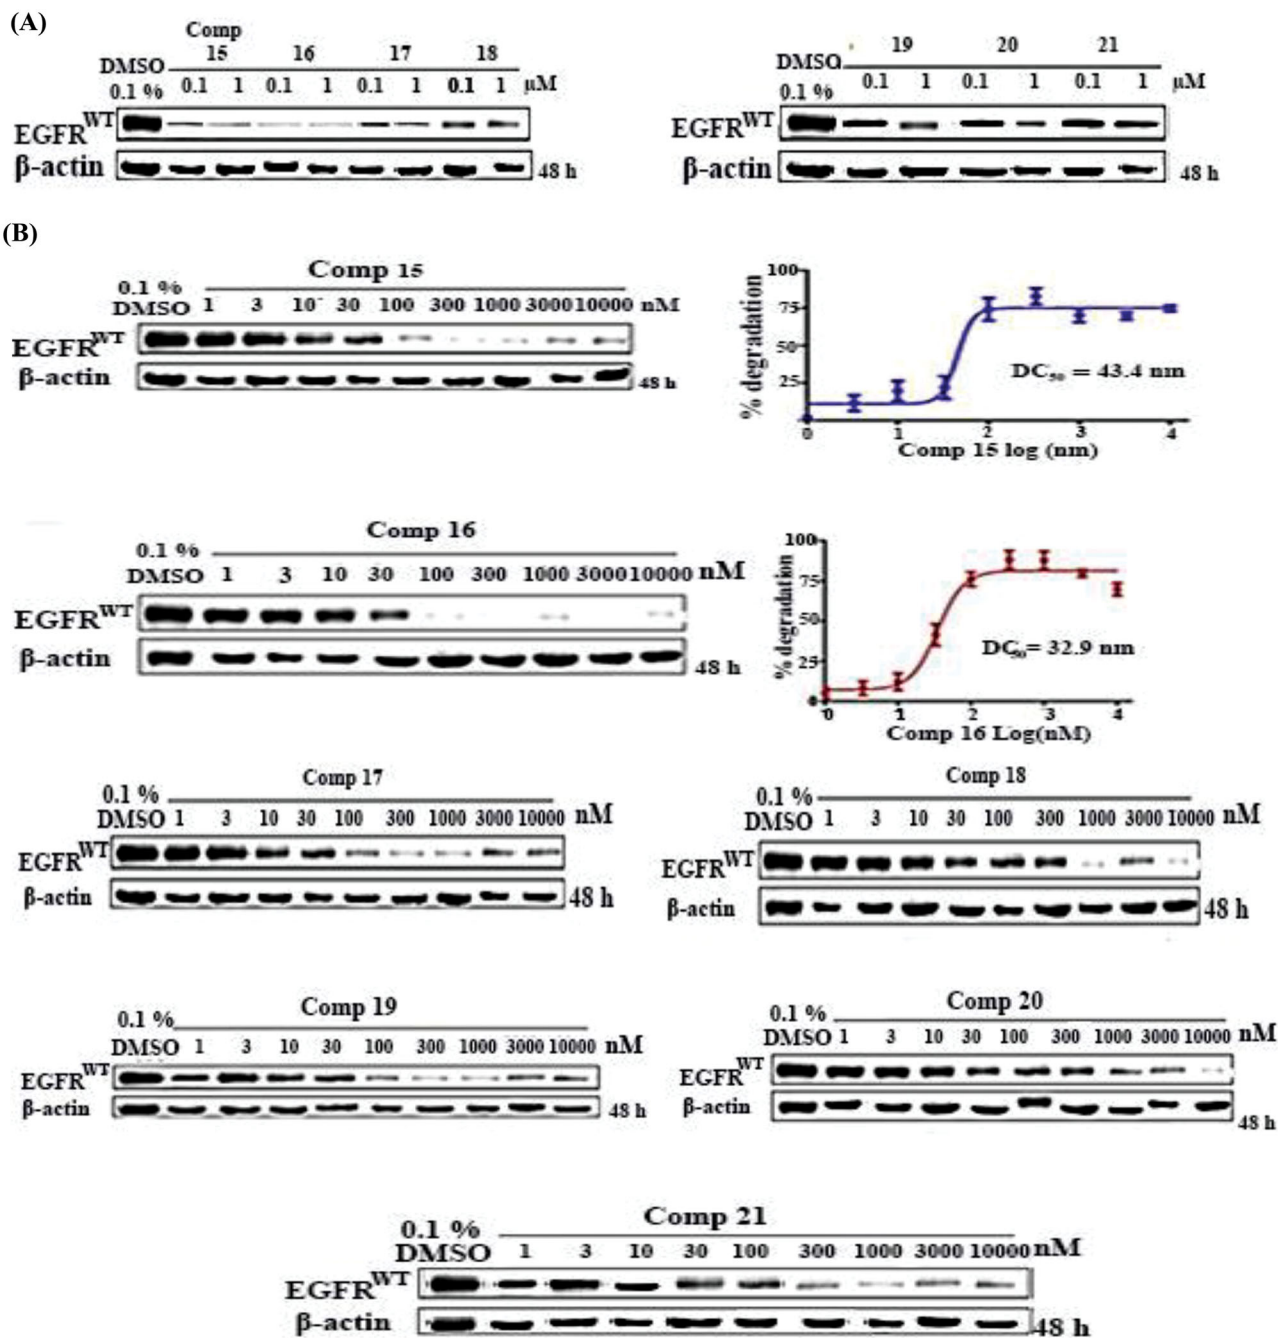 (A)
Comp
15 16 17 18
DMSO
0.1 % 0.1 1 0.1 1 0.1 1 0.1 1 µM
EGFRWT
β-actin 48 h
19 20 21
DMSO
0.1 % 0.1 1 0.1 1 0.1 1 µM
EGFRWT
β-actin 48 h
(B)
Comp 15
0.1 %
DMSO 1 3 10 30 100 300 1000 3000 10000 nM
EGFRWT
β-actin 48 h
100
75
50
25
0 1 2 3 4
% degradation
DC50 = 43.4 nm
Comp 15 log (nm)
Comp 16
0.1 %
DMSO 1 3 10 30 100 300 1000 3000 10000 nM
EGFRWT
β-actin 48 h
100
75
50
25
0
0 1 2 3 4
% degradation
DC50= 32.9 nm
Comp 16 Log(nM)
Comp 17
0.1 %
DMSO 1 3 10 30 100 300 1000 3000 10000 nM
EGFRWT
β-actin 48 h
Comp 18
0.1 %
DMSO 1 3 10 30 100 300 1000 3000 10000 nM
EGFRWT
β-actin 48 h
Comp 19
0.1 %
DMSO 1 3 10 30 100 300 1000 3000 10000 nM
EGFRWT
β-actin 48 h
Comp 20
0.1 %
DMSO 1 3 10 30 100 300 1000 3000 10000 nM
EGFRWT
β-actin 48 h
Comp 21
0.1 %
DMSO 1 3 10 30 100 300 1000 3000 10000 nM
EGFRWT
β-actin 48 h